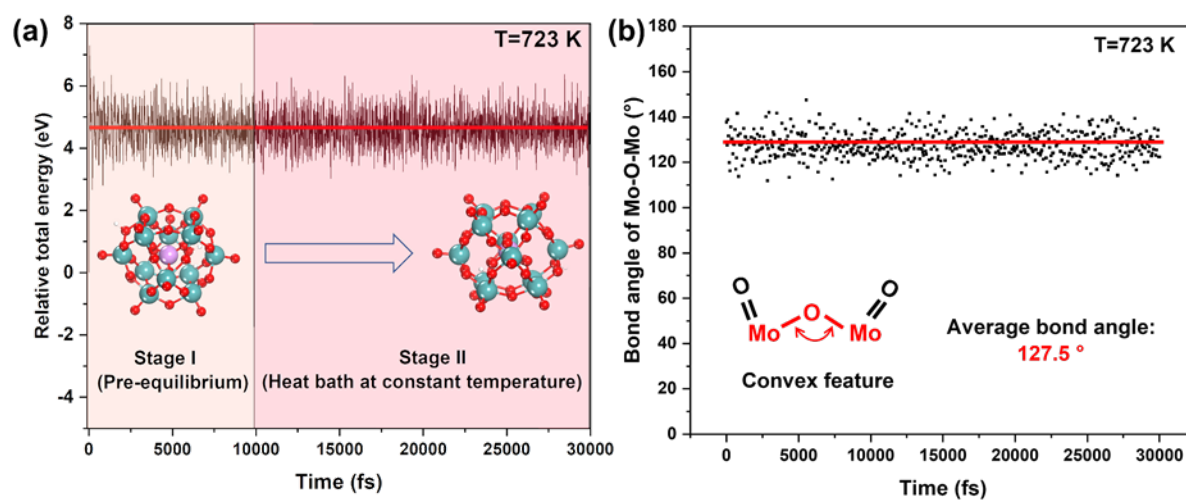 (a)
T=723 K
Relative total energy (eV)
8
6
4
2
0
-2
-4
Stage I
(Pre-equilibrium)
Stage II
(Heat bath at constant temperature)
0
5000
10000
15000
20000
25000
30000
Time (fs)
(b)
T=723 K
Bond angle of Mo-O-Mo (°)
180
160
140
120
100
80
60
40
20
0
O
O
O
Mo
Mo
Convex feature
Average bond angle:
127.5 °
0
5000
10000
15000
20000
25000
30000
Time (fs)